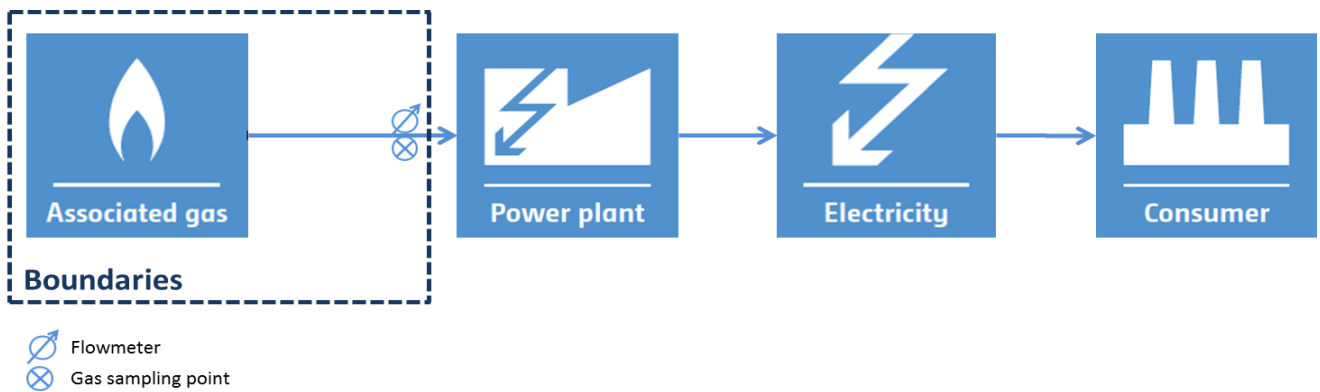 Associated gas
Power plant
Electricity
Consumer
Boundaries
Flowmeter
Gas sampling point